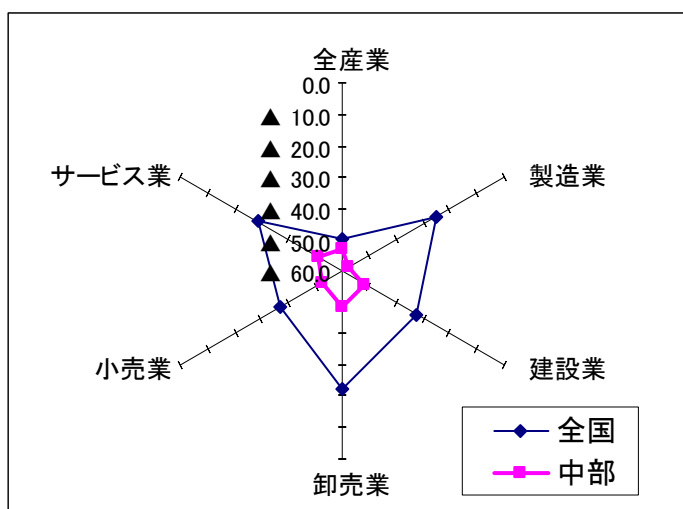 全産業
0.0
▲ 10.0
▲ 20.0
▲ 30.0
▲ 40.0
▲ 50.0
▲ 60.0
サービス業
製造業
小売業
建設業
卸売業
全国
中部